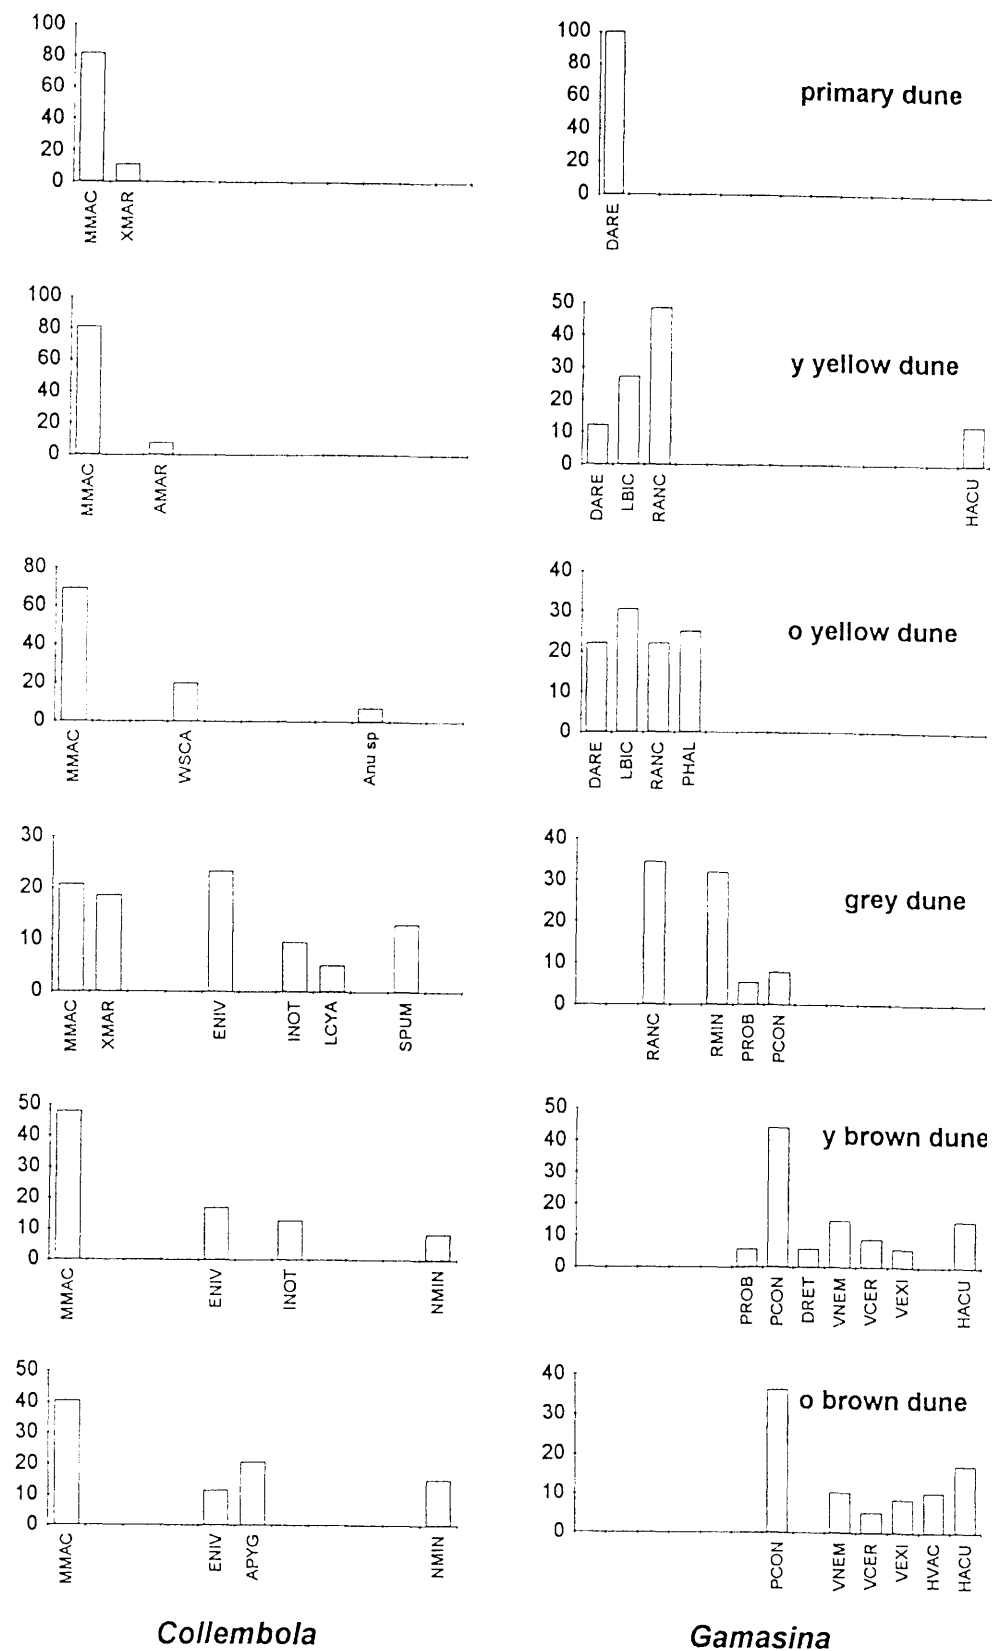 100
80
60
40
20
0
MMAC
XMAR
100
80
60
40
20
0
DARE
primary dune
100
80
60
40
20
0
MMAC
AMAR
50
40
30
20
10
0
DARE
LBIC
RANC
HACU
y yellow dune
80
60
40
20
0
MMAC
WSCA
Anu sp
40
30
20
10
0
DARE
LBIC
RANC
PHAL
o yellow dune
30
20
10
0
MMAC
XMAR
ENIV
INOT
LCYA
SPUM
40
30
20
10
0
RANC
RMIN
PROB
PCON
grey dune
50
40
30
20
10
0
MMAC
ENIV
INOT
NMIN
50
40
30
20
10
0
PROB
PCON
DRET
VNEM
VCER
VEXI
HACU
y brown dune
50
40
30
20
10
0
MMAC
ENIV
APYG
NMIN
40
30
20
10
0
PCON
VNEM
VCER
VEXI
HVAC
HACU
o brown dune
Collembola
Gamasina